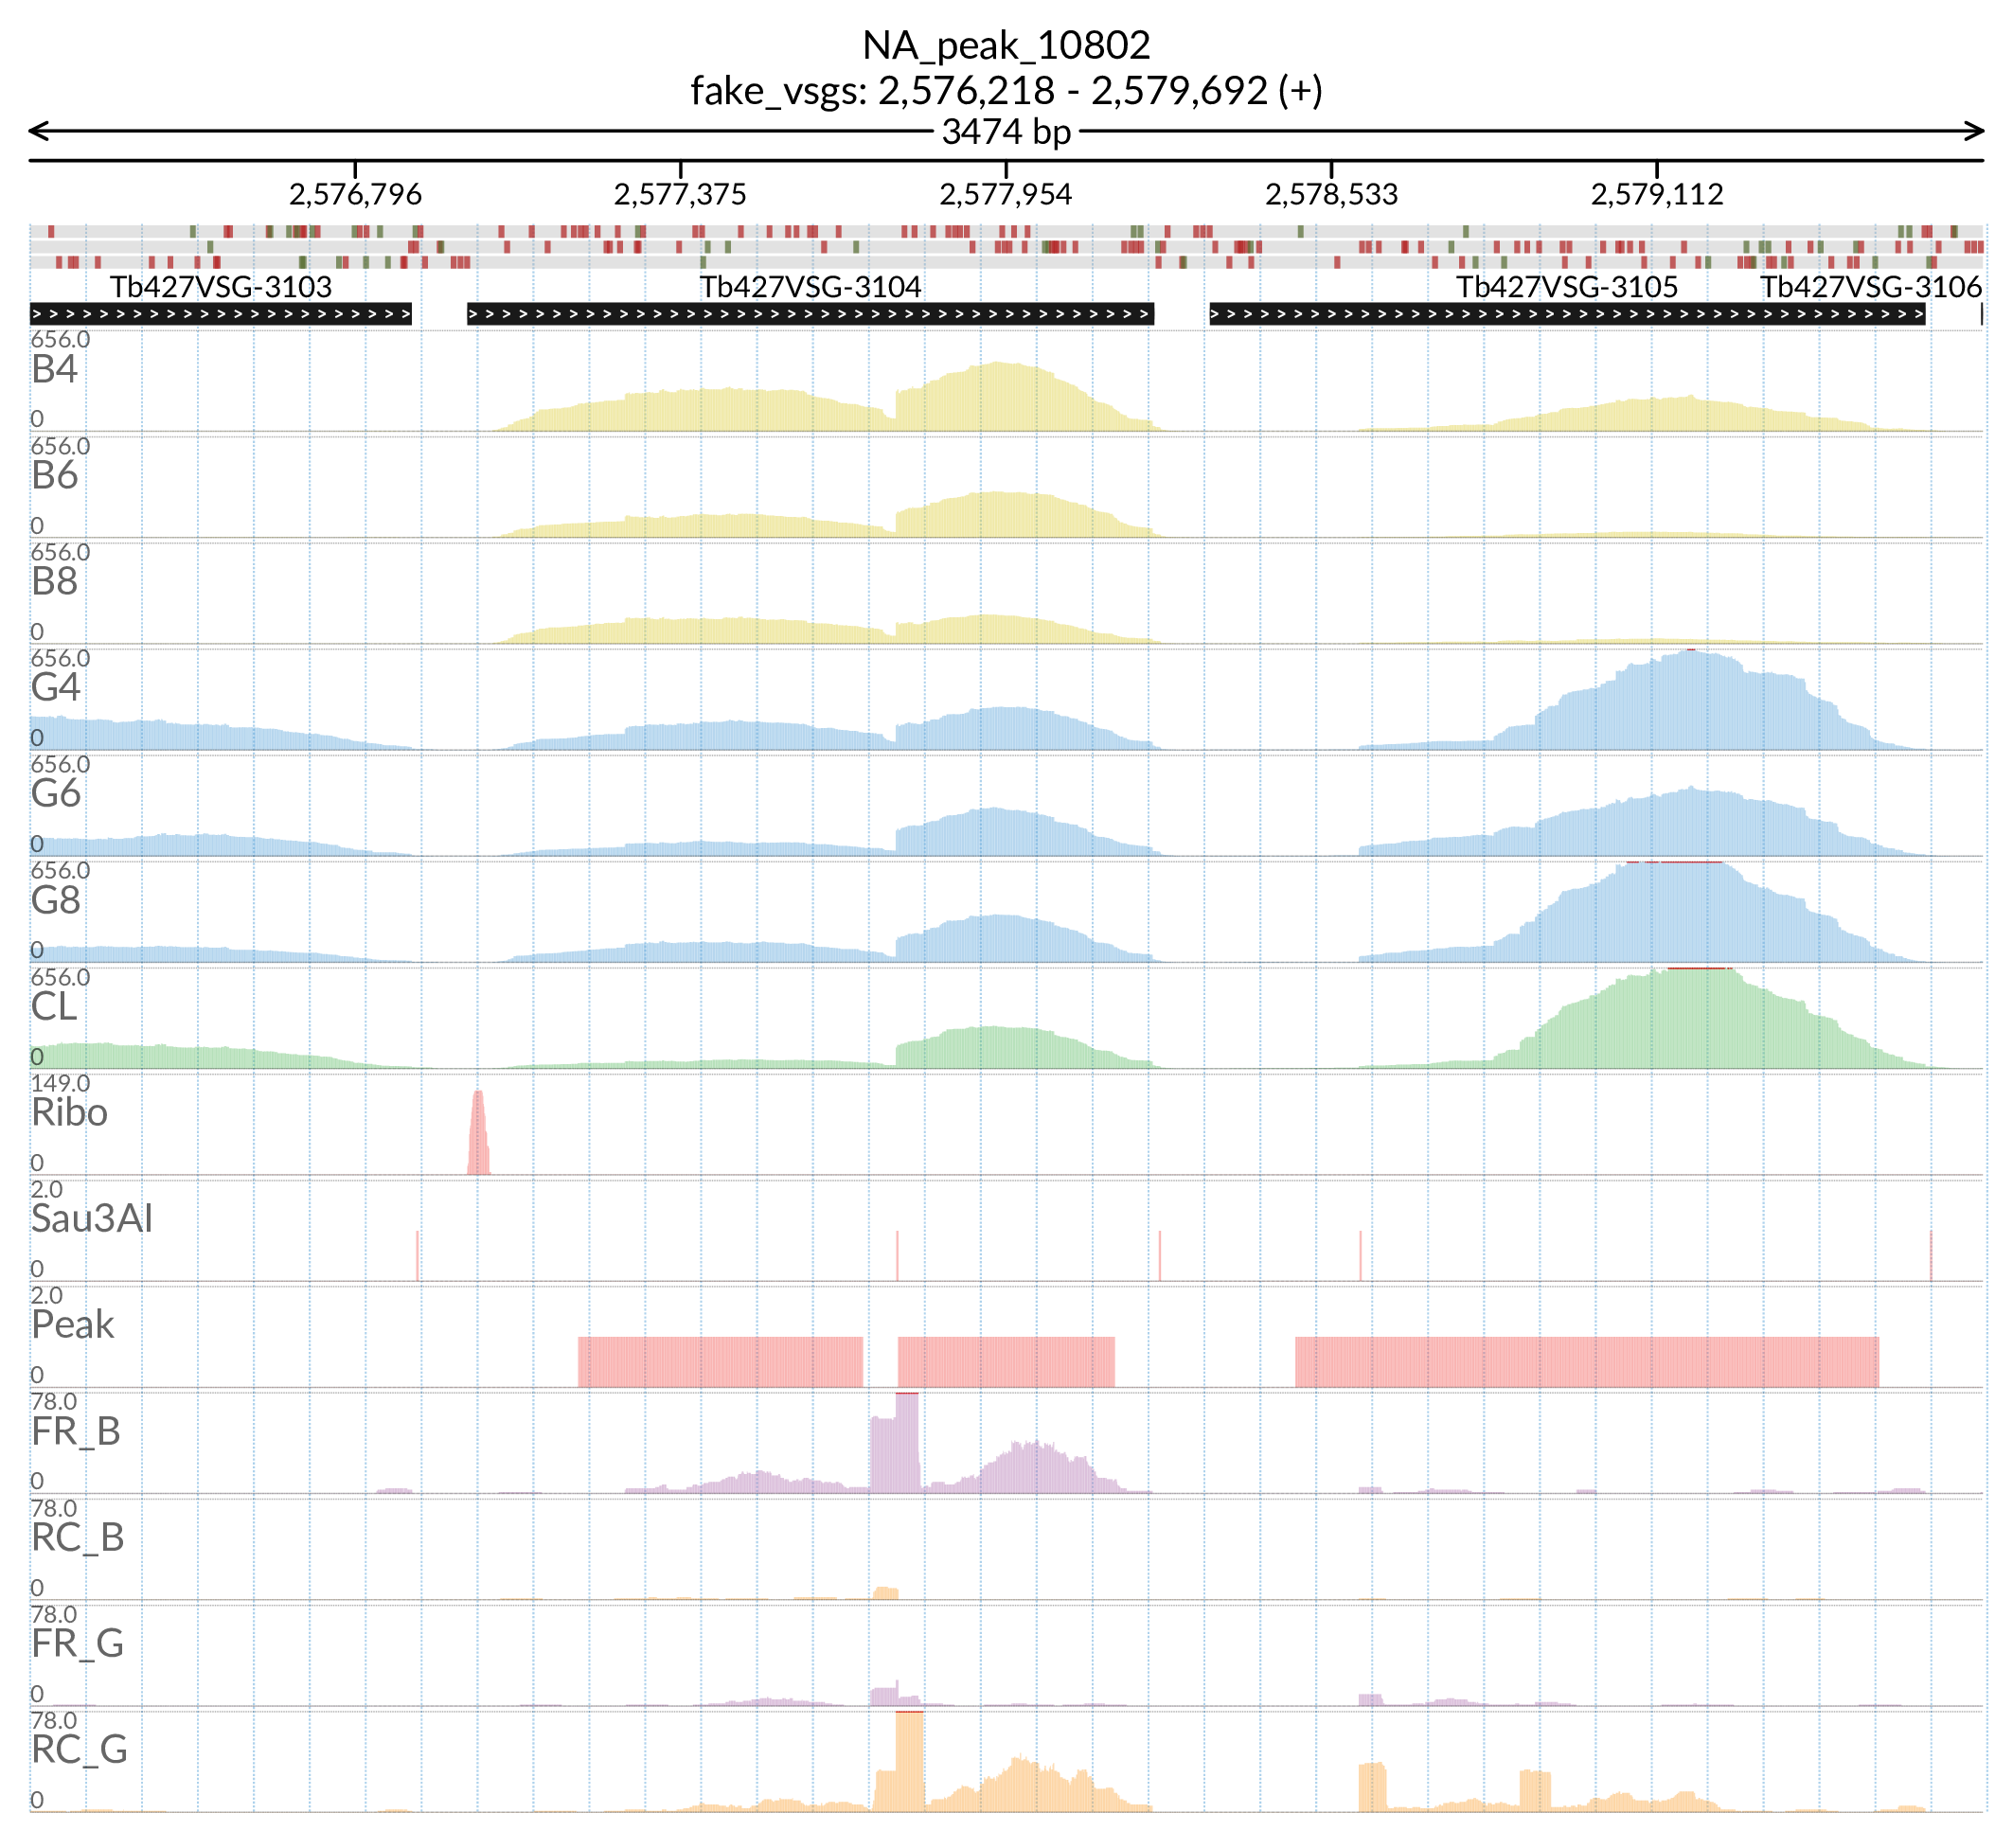 NA_peak_10802
fake_vsgs: 2,576,218 - 2,579,692 (+)
3474 bp
2,576,796 2,577,375 2,577,954 2,578,533 2,579,112
Tb427VSG-3103 Tb427VSG-3104 Tb427VSG-3105 Tb427VSG-3106
656.0
B4
0
656.0
B6
0
656.0
B8
0
656.0
G4
0
656.0
G6
0
656.0
G8
0
656.0
CL
0
149.0
Ribo
0
2.0
Sau3AI
0
2.0
Peak
0
78.0
FR_B
0
78.0
RC_B
0
78.0
FR_G
0
78.0
RC_G
0